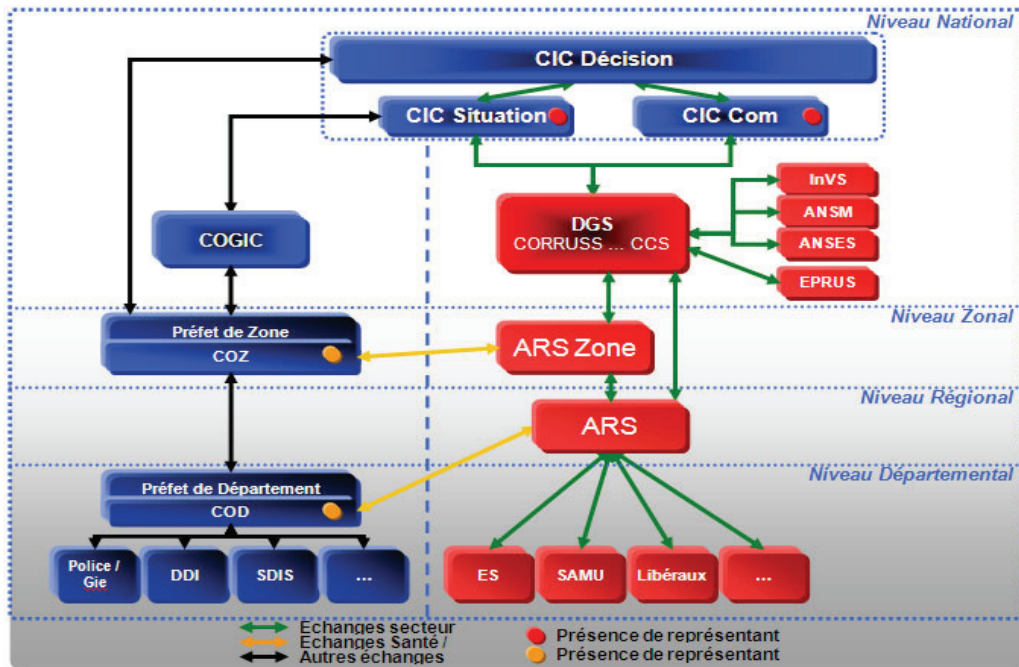 Niveau National
CIC Décision
CIC Situation
CIC Com
InVS
DGS
CORRUSS ... CCS
ANSM
COGIC
ANSES
EPRUS
Niveau Zonal
Préfet de Zone
COZ
ARS Zone
Niveau Régional
ARS
Niveau Départemental
Préfet de Département
COD
Police /
Gie
DDI
SDIS
...
ES
SAMU
Libéraux
...
Echanges secteur
Echanges Santé /
Autres échanges
Présence de représentant
Présence de représentant